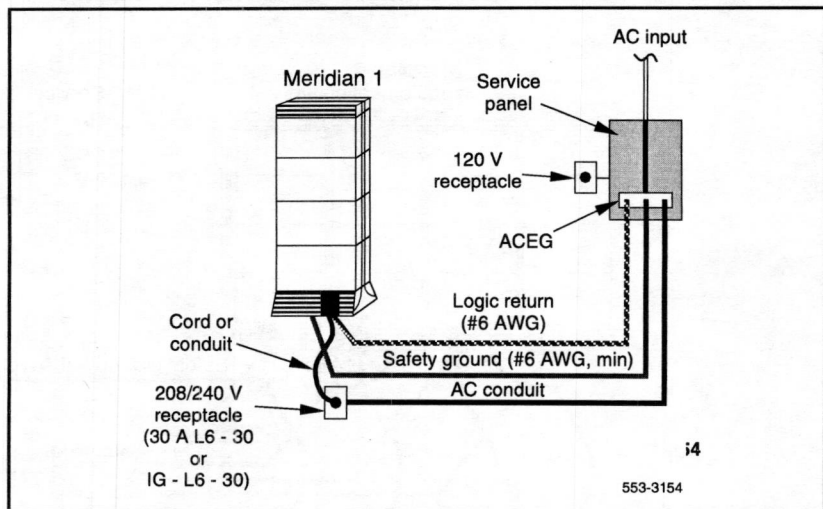 AC input
Meridian 1
Service
panel
120 V
receptacle
ACEG
Logic return
(#6 AWG)
Cord or
conduit
Safety ground (#6 AWG, min)
AC conduit
208/240 V
receptacle
(30 A L6 - 30
or
IG - L6 - 30)
54
553-3154